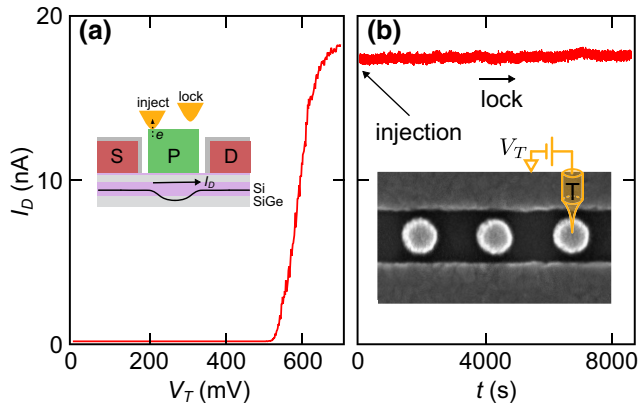 (a)
(b)
20
10
0
I_D (nA)
inject
lock
e
S
P
D
I_D
Si
SiGe
0
200
400
600
V_T (mV)
injection
lock
V_T
T
0
4000
8000
t (s)